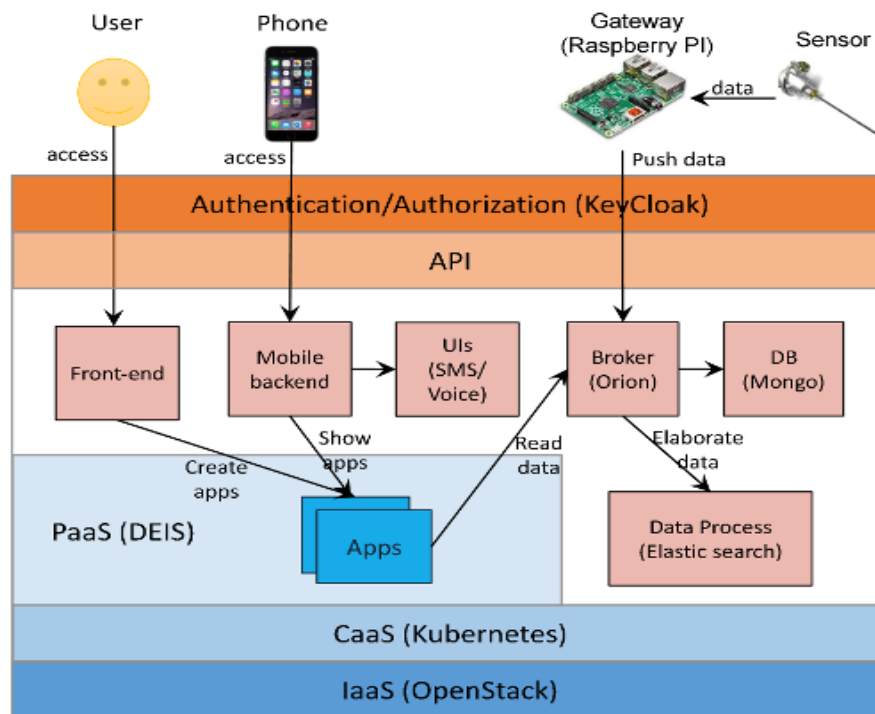 User
Phone
Gateway
(Raspberry PI)
Sensor
data
access
access
Push data
Authentication/Authorization (KeyCloak)
API
Front-end
Mobile
backend
UIs
(SMS/
Voice)
Broker
(Orion)
DB
(Mongo)
Create
apps
Show
apps
Read
data
Elaborate
data
PaaS (DEIS)
Apps
Data Process
(Elastic search)
CaaS (Kubernetes)
IaaS (OpenStack)